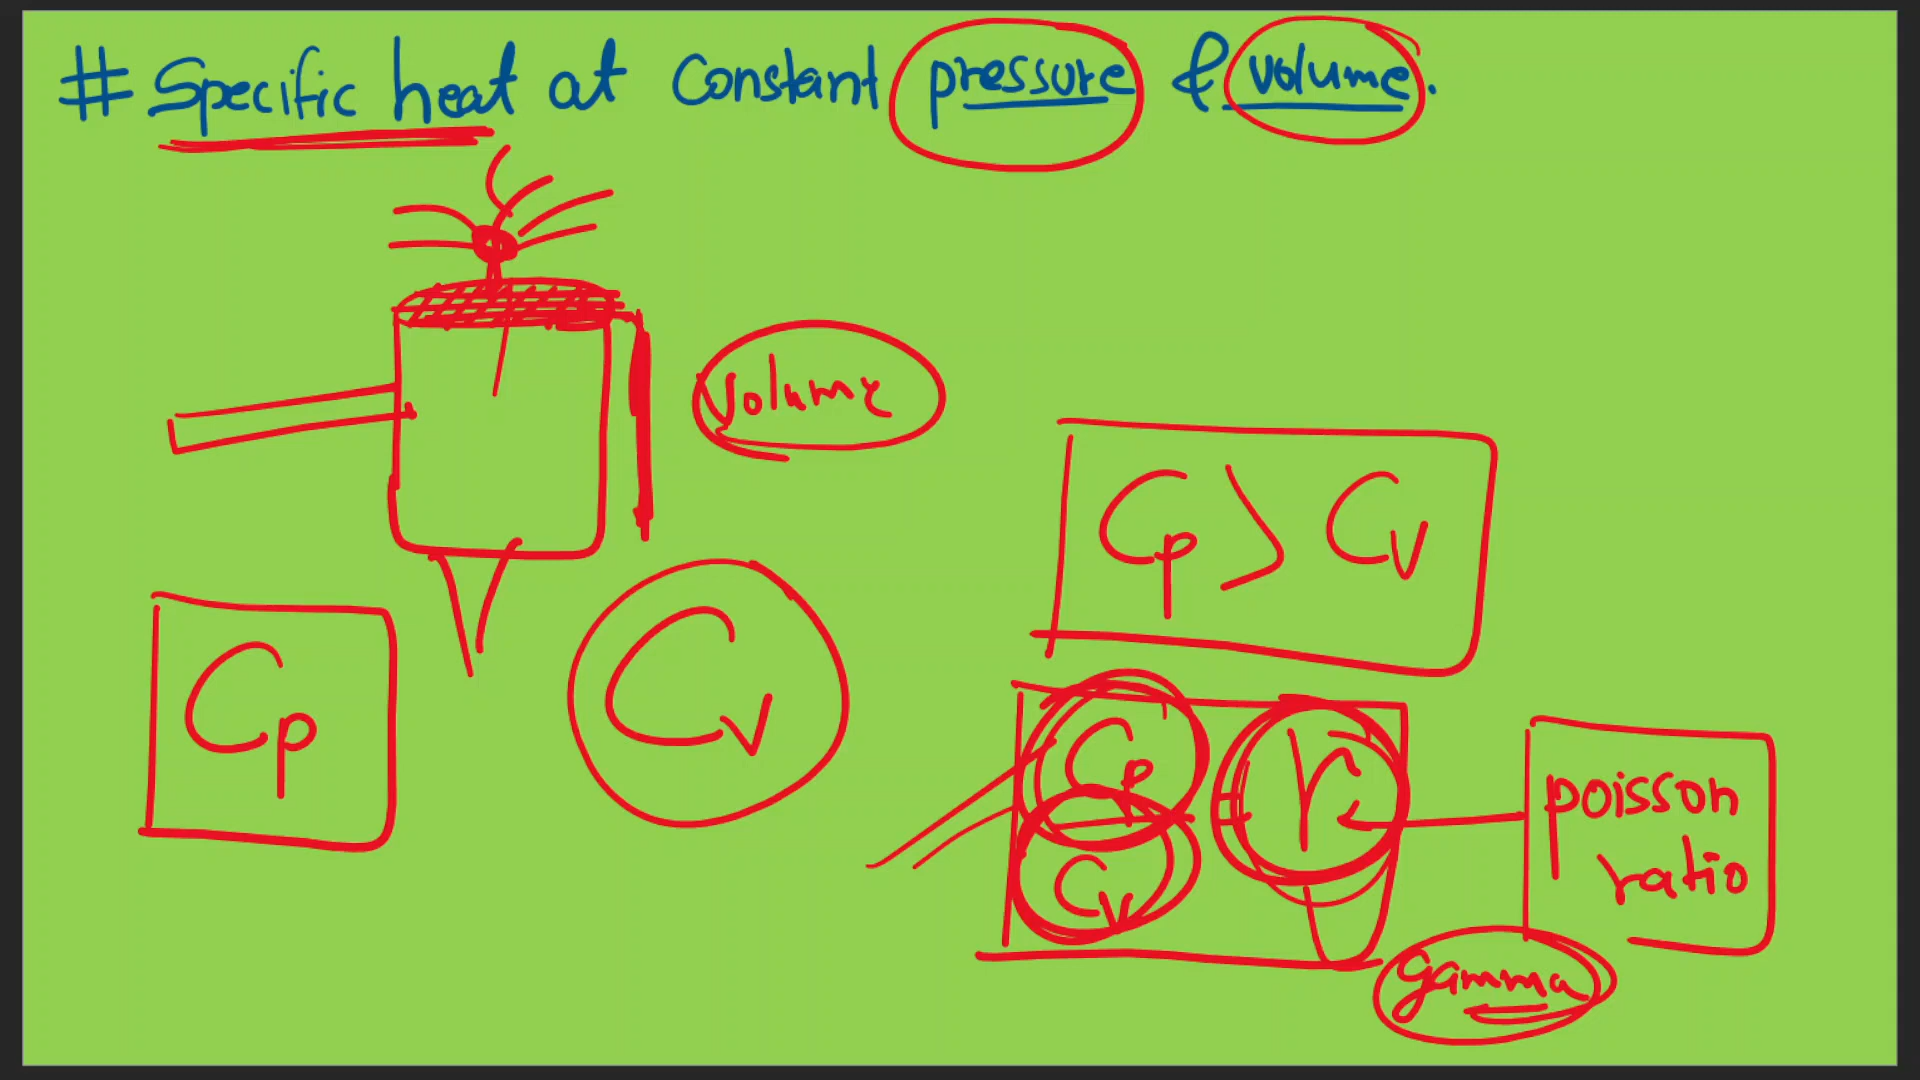 # Specific heat at Constant pressure & volume.
Volume
Cp > Cv
Cp
Cv
Cp
Cv
= r
poisson
ratio
gamma